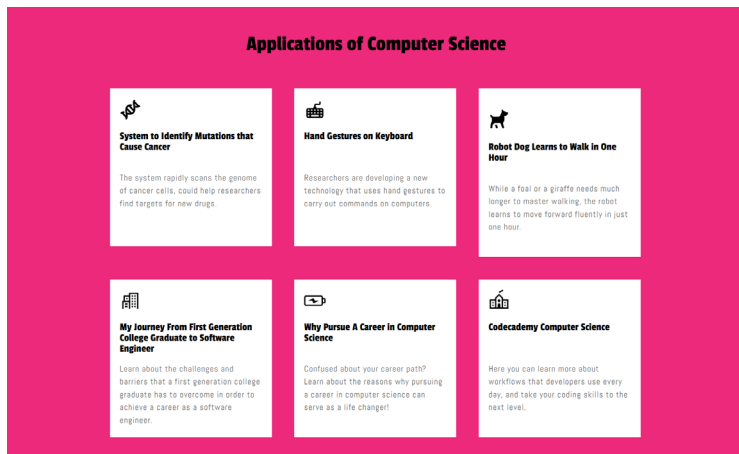 Applications of Computer Science
System to Identify Mutations that
Cause Cancer
The system rapidly scans the genome
of cancer cells, could help researchers
find targets for new drugs.
Hand Gestures on Keyboard
Researchers are developing a new
technology that uses hand gestures to
carry out commands on computers.
Robot Dog Learns to Walk in One
Hour
While a foal or a giraffe needs much
longer to master walking, the robot
learns to move forward fluently in just
one hour.
My Journey From First Generation
College Graduate to Software
Engineer
Learn about the challenges and
barriers that a first generation college
graduate has to overcome in order to
achieve a career as a software
engineer.
Why Pursue A Career in Computer
Science
Confused about your career path?
Learn about the reasons why pursuing
a career in computer science can
serve as a life changer!
Codecademy Computer Science
Here you can learn more about
workflows that developers use every
day, and take your coding skills to the
next level.